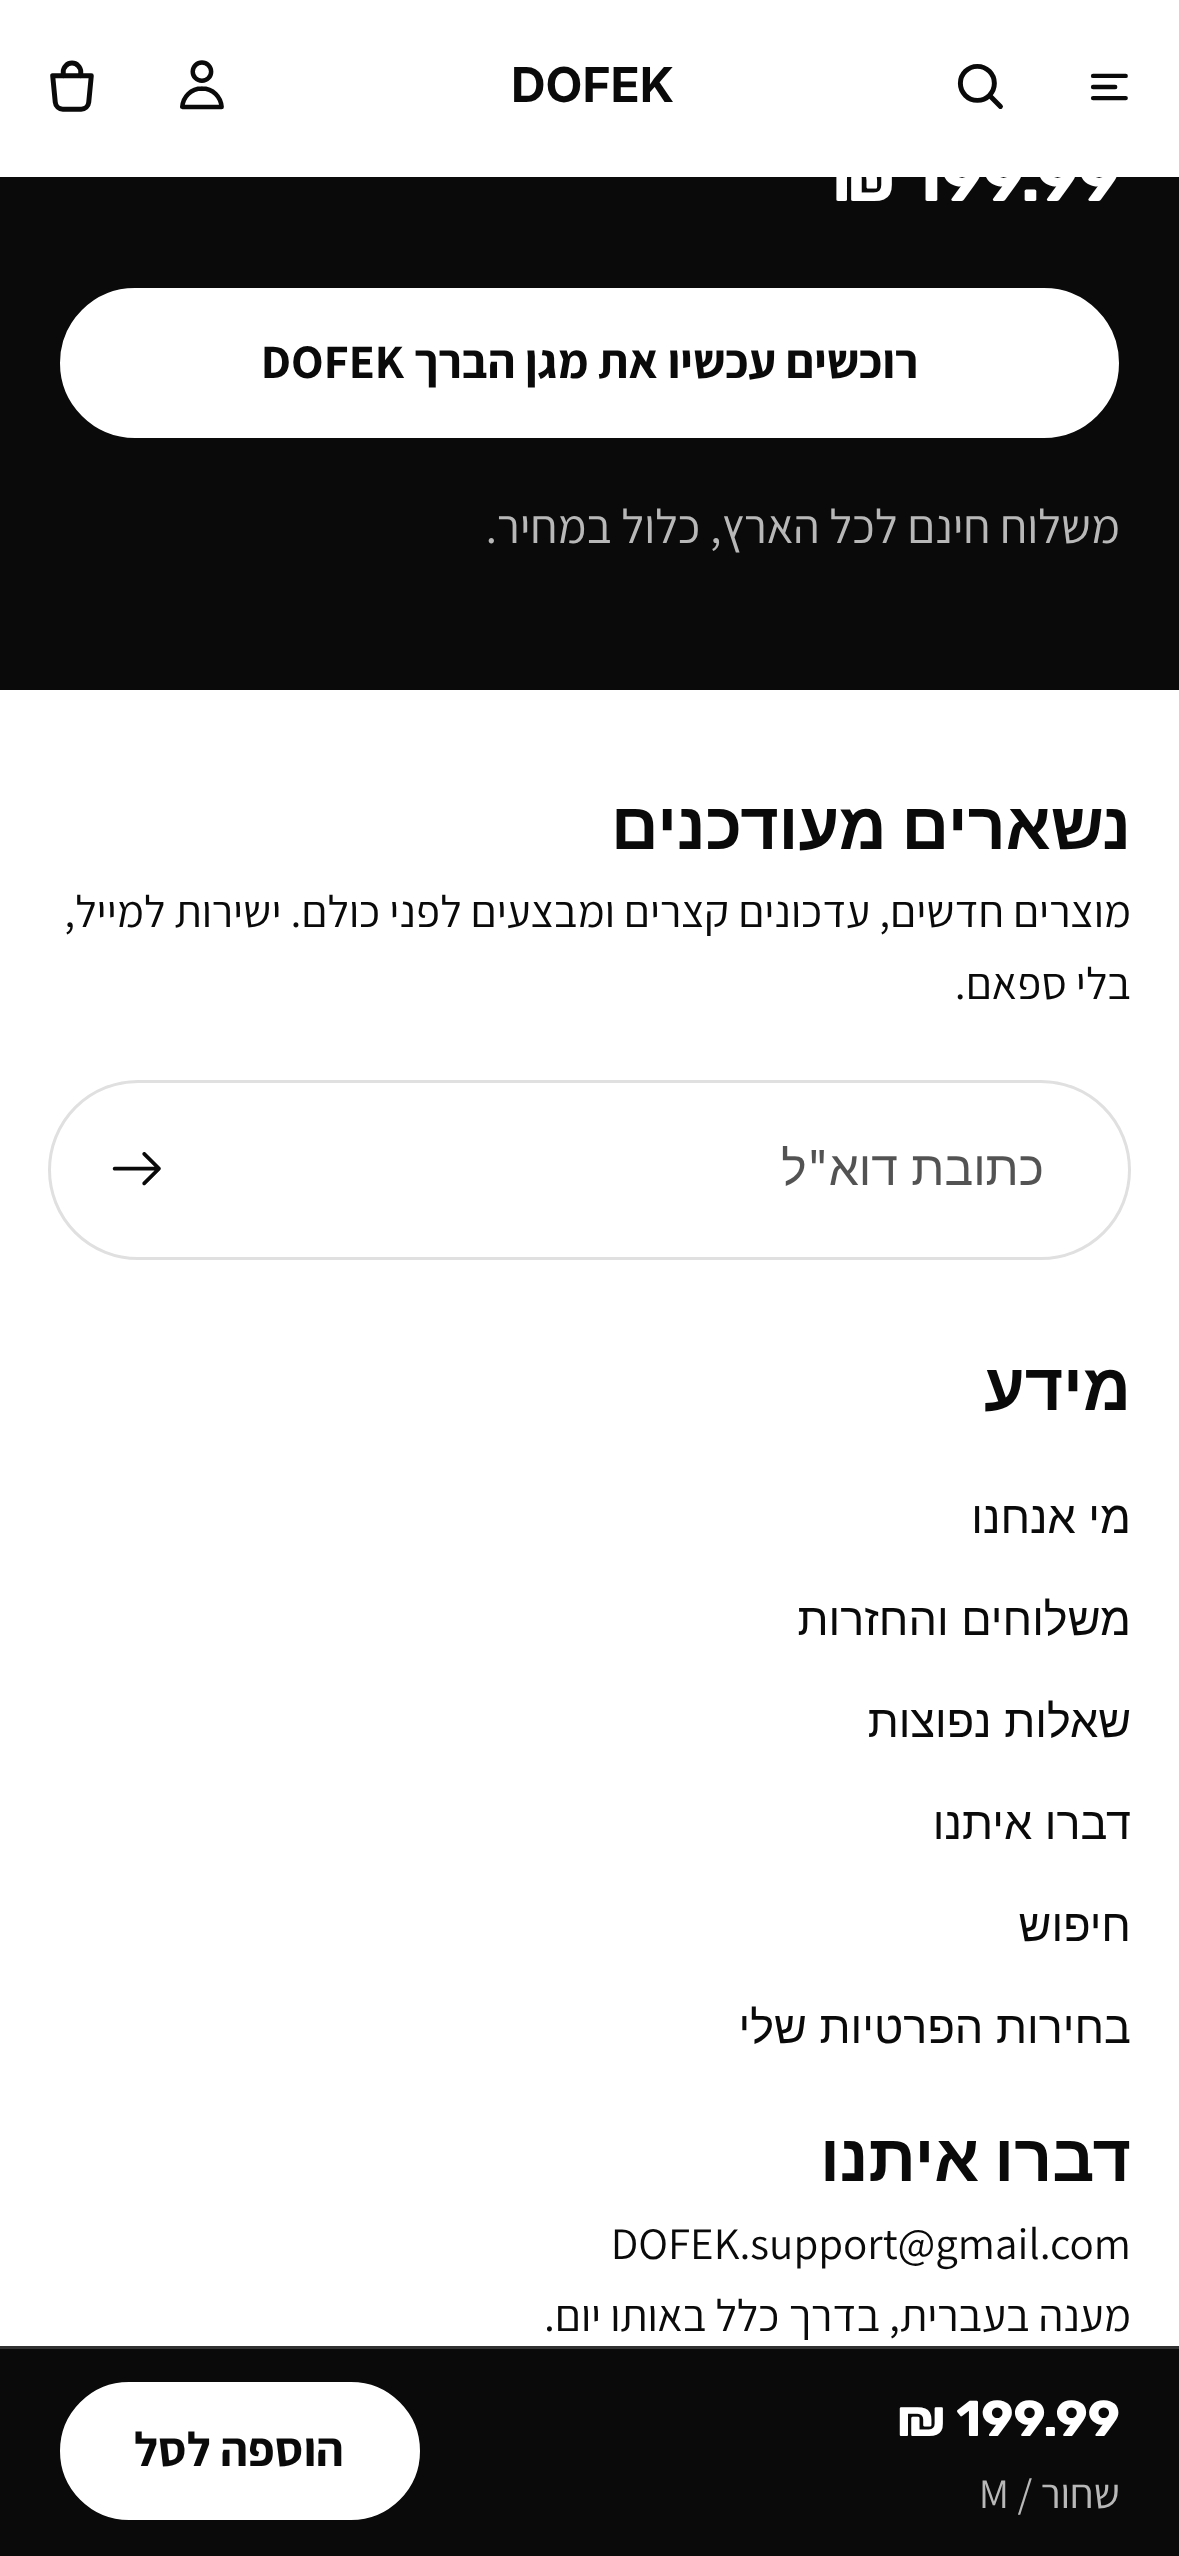 DOFEK
199.99 ₪
רוכשים עכשיו את מגן הברך DOFEK
משלוח חינם לכל הארץ, כלול במחיר.
נשארים מעודכנים
מוצרים חדשים, עדכונים קצרים ומבצעים לפני כולם. ישירות למייל,
בלי ספאם.
כתובת דוא"ל
מידע
מי אנחנו
משלוחים והחזרות
שאלות נפוצות
דברו איתנו
חיפוש
בחירות הפרטיות שלי
דברו איתנו
DOFEK.support@gmail.com
מענה בעברית, בדרך כלל באותו יום.
199.99 ₪
שחור / M
הוספה לסל